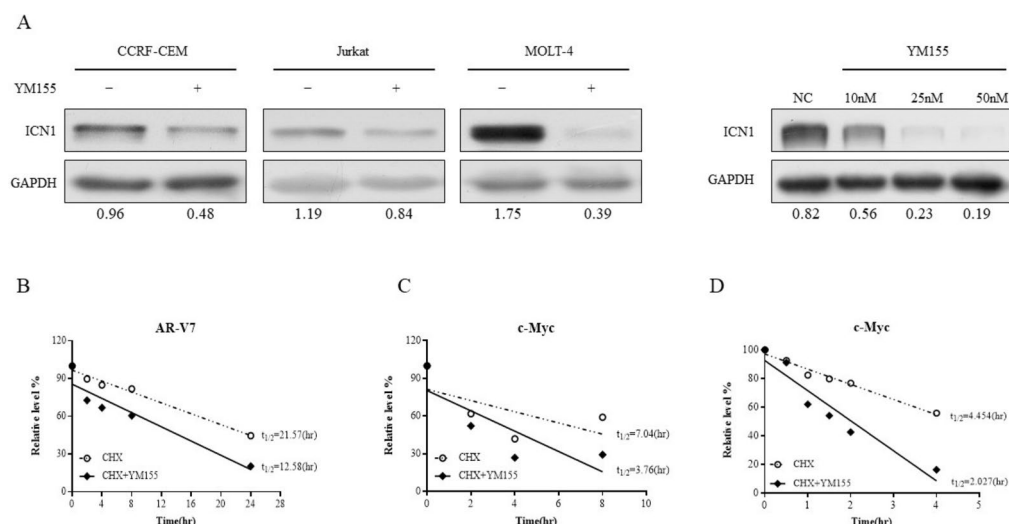 A
CCRF-CEM
Jurkat
MOLT-4
YM155
YM155 − + − + − +
NC 10nM 25nM 50nM
ICN1
ICN1
GAPDH
GAPDH
0.96 0.48 1.19 0.84 1.75 0.39
0.82 0.56 0.23 0.19
B
AR-V7
Relative level %
120
90
60
30
0
t1/2=21.57(hr)
t1/2=12.58(hr)
CHX
CHX+YM155
0 4 8 12 16 20 24 28
Time(hr)
C
c-Myc
Relative level %
120
90
60
30
0
t1/2=7.04(hr)
t1/2=3.76(hr)
CHX
CHX+YM155
0 2 4 6 8 10
Time(hr)
D
c-Myc
Relative level %
100
80
60
40
20
0
t1/2=4.454(hr)
t1/2=2.027(hr)
CHX
CHX+YM155
0 1 2 3 4 5
Time(hr)